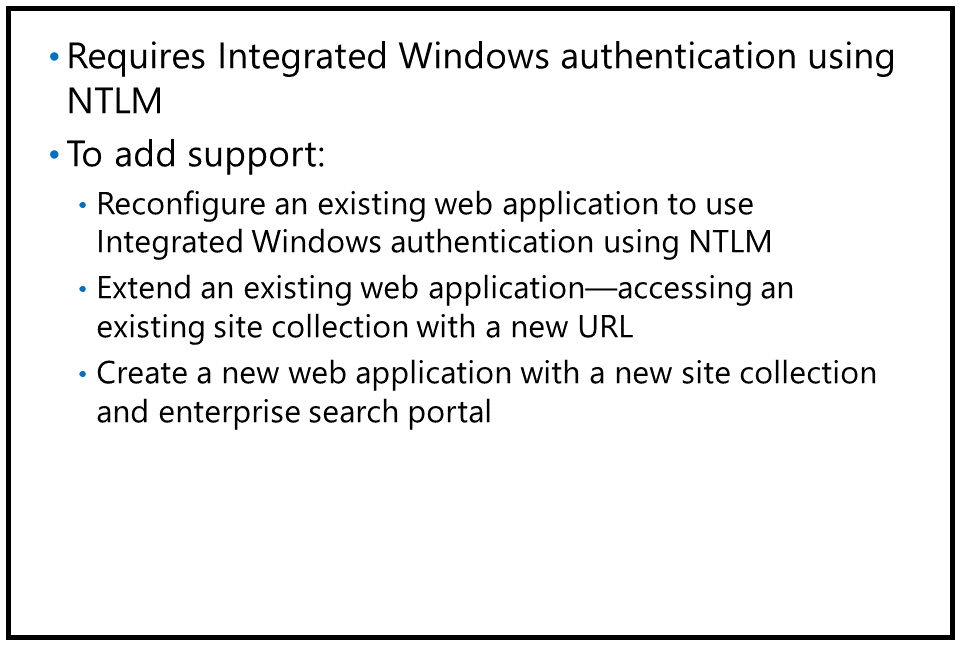 • Requires Integrated Windows authentication using
NTLM
• To add support:
• Reconfigure an existing web application to use
Integrated Windows authentication using NTLM
• Extend an existing web application—accessing an
existing site collection with a new URL
• Create a new web application with a new site collection
and enterprise search portal